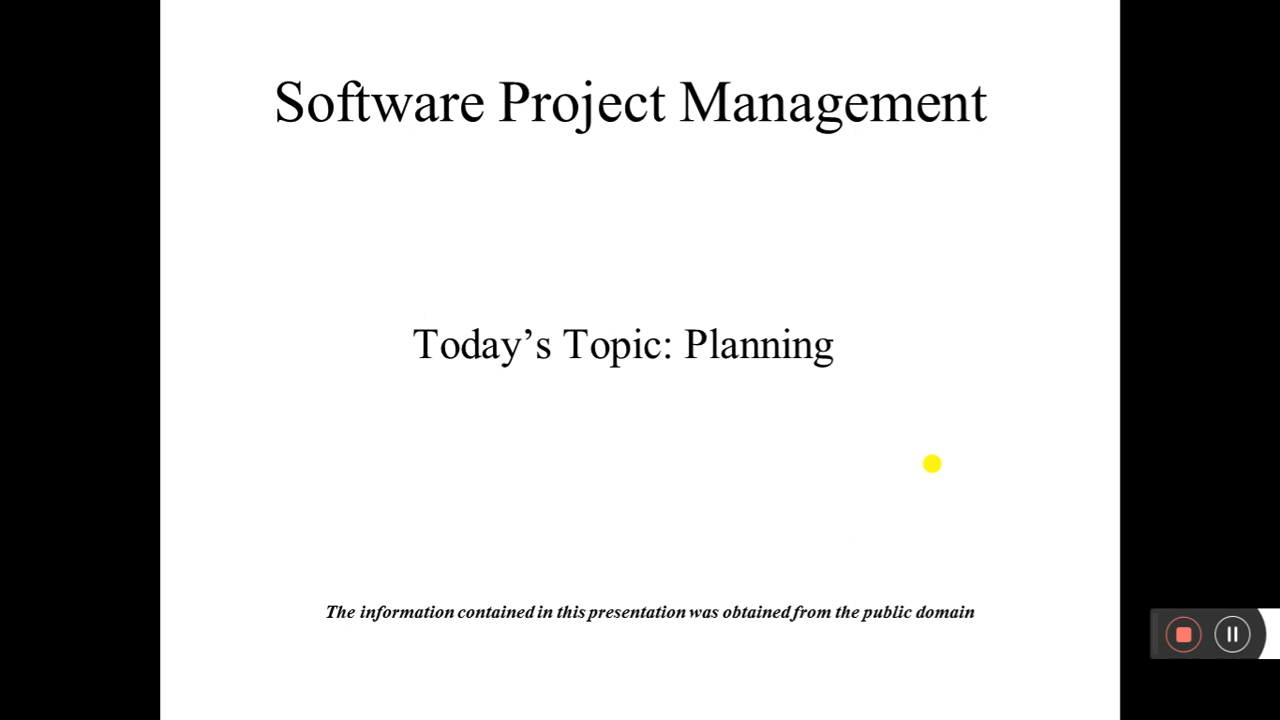 Software Project Management
Today’s Topic: Planning
The information contained in this presentation was obtained from the public domain